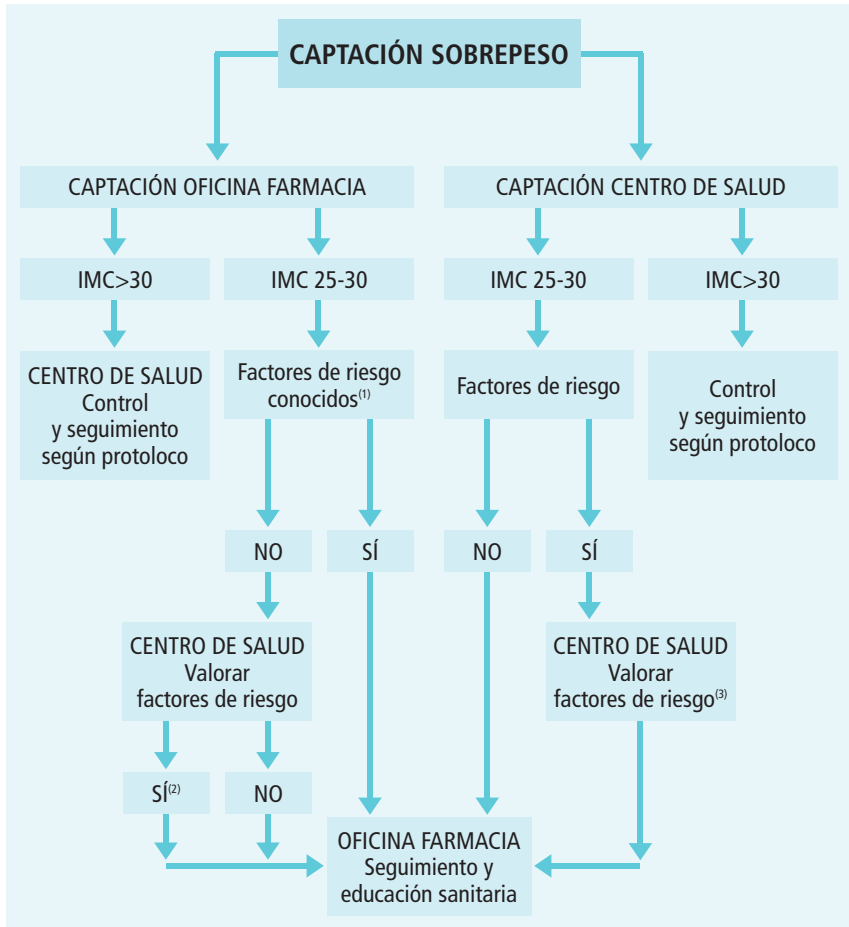 CAPTACIÓN SOBREPESO
CAPTACIÓN OFICINA FARMACIA
CAPTACIÓN CENTRO DE SALUD
IMC>30
IMC 25-30
IMC 25-30
IMC>30
CENTRO DE SALUD
Control
y seguimiento
según protoloco
Factores de riesgo
conocidos(1)
Factores de riesgo
Control
y seguimiento
según protoloco
NO
SÍ
NO
SÍ
CENTRO DE SALUD
Valorar
factores de riesgo
CENTRO DE SALUD
Valorar
factores de riesgo(3)
SÍ(2)
NO
OFICINA FARMACIA
Seguimiento y
educación sanitaria